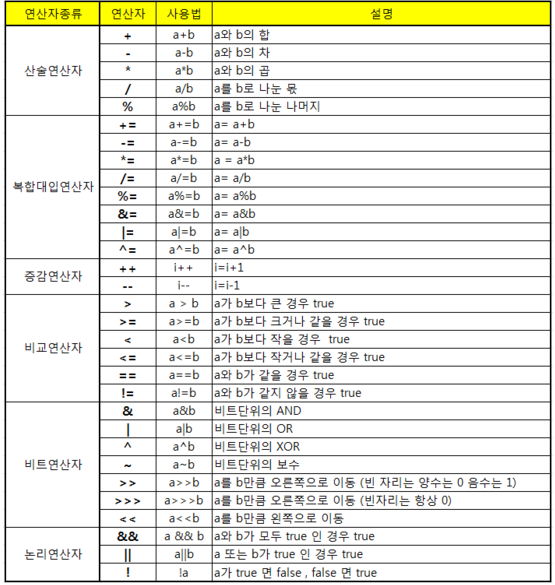 연산자종류 연산자 사용법 설명
산술연산자
+ a+b a와 b의 합
- a-b a와 b의 차
* a*b a와 b의 곱
/ a/b a를 b로 나눈 몫
% a%b a를 b로 나눈 나머지
복합대입연산자
+= a+=b a= a+b
-= a-=b a= a-b
*= a*=b a = a*b
/= a/=b a= a/b
%= a%=b a= a%b
&= a&=b a= a&b
|= a|=b a= a|b
^= a^=b a= a^b
증감연산자
++ i++ i=i+1
-- i-- i=i-1
비교연산자
> a > b a가 b보다 큰 경우 true
>= a>=b a가 b보다 크거나 같을 경우 true
< a<b a가 b보다 작을 경우 true
<= a<=b a가 b보다 작거나 같을 경우 true
== a==b a와 b가 같을 경우 true
!= a!=b a와 b가 같지 않을 경우 true
비트연산자
& a&b 비트단위의 AND
| a|b 비트단위의 OR
^ a^b 비트단위의 XOR
~ a~b 비트단위의 보수
>> a>>b a를 b만큼 오른쪽으로 이동 (빈 자리는 양수는 0 음수는 1)
>>> a>>>b a를 b만큼 오른쪽으로 이동 (빈자리는 항상 0)
<< a<<b a를 b만큼 왼쪽으로 이동
논리연산자
&& a && b a와 b가 모두 true 인 경우 true
|| a||b a 또는 b가 true 인 경우 true
! !a a가 true 면 false , false 면 true